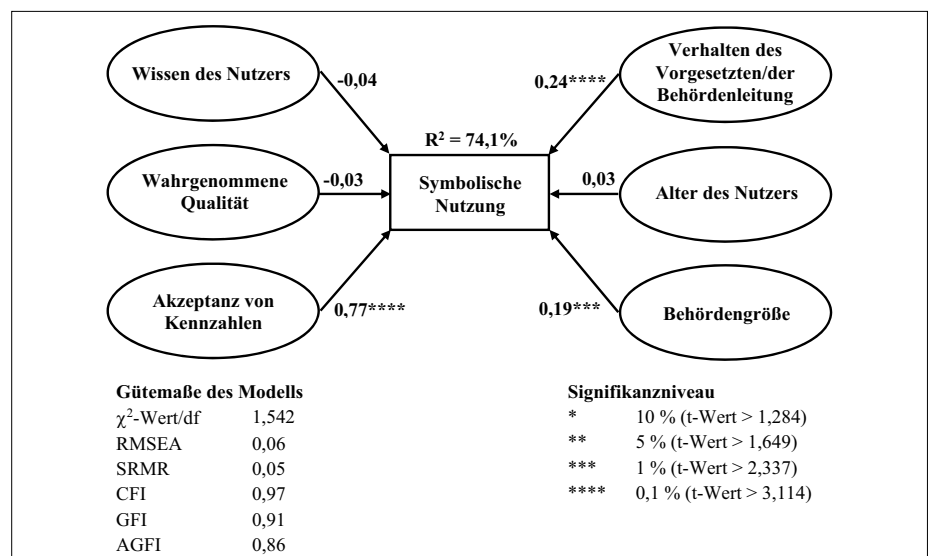 Wissen des Nutzers
-0,04
Verhalten des
Vorgesetzten/der
Behördenleitung
0,24****
R² = 74,1%
Wahrgenommene
Qualität
-0,03
Symbolische
Nutzung
0,03
Alter des Nutzers
Akzeptanz von
Kennzahlen
0,77****
0,19***
Behördengröße
Gütemaße des Modells
χ²-Wert/df 1,542
RMSEA 0,06
SRMR 0,05
CFI 0,97
GFI 0,91
AGFI 0,86
Signifikanzniveau
* 10 % (t-Wert > 1,284)
** 5 % (t-Wert > 1,649)
*** 1 % (t-Wert > 2,337)
**** 0,1 % (t-Wert > 3,114)